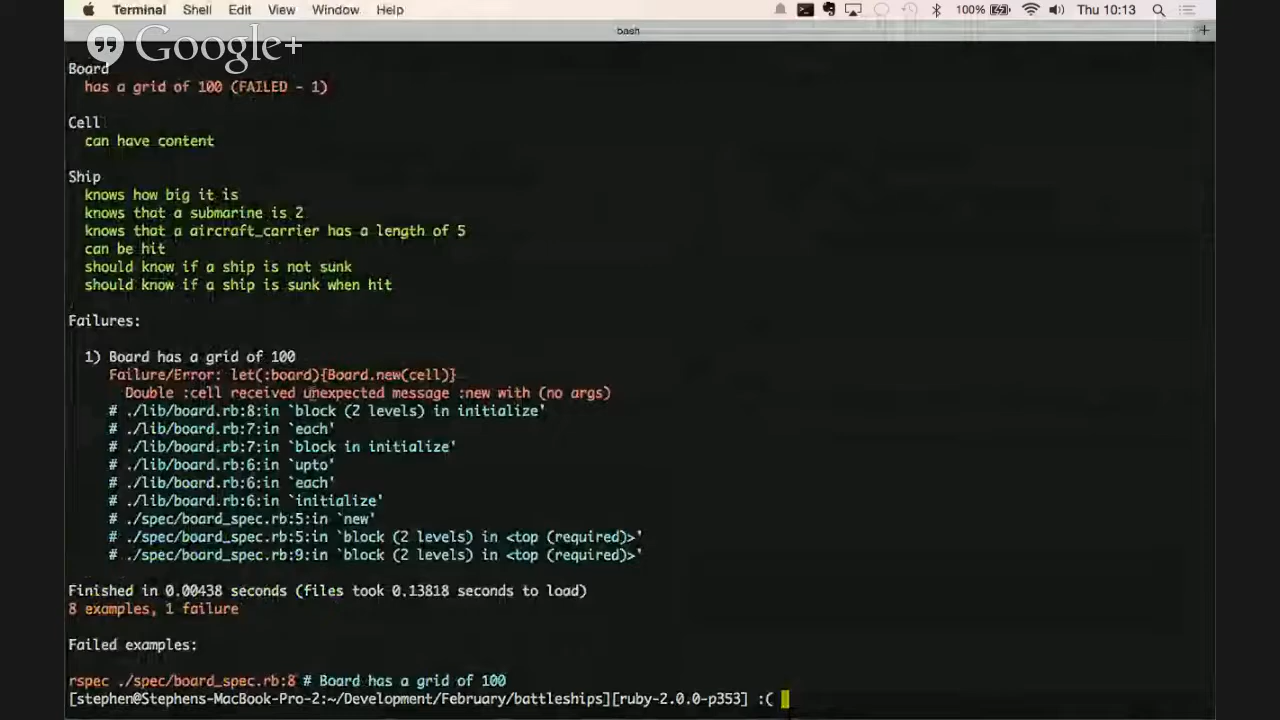 Terminal Shell Edit View Window Help 100% Thu 10:13
bash
Google+
Board
has a grid of 100 (FAILED - 1)
Cell
can have content
Ship
knows how big it is
knows that a submarine is 2
knows that a aircraft_carrier has a length of 5
can be hit
should know if a ship is not sunk
should know if a ship is sunk when hit
Failures:
1) Board has a grid of 100
Failure/Error: let(:board){Board.new(cell)}
Double :cell received unexpected message :new with (no args)
# ./lib/board.rb:8:in `block (2 levels) in initialize'
# ./lib/board.rb:7:in `each'
# ./lib/board.rb:7:in `block in initialize'
# ./lib/board.rb:6:in `upto'
# ./lib/board.rb:6:in `each'
# ./lib/board.rb:6:in `initialize'
# ./spec/board_spec.rb:5:in `new'
# ./spec/board_spec.rb:5:in `block (2 levels) in <top (required)>'
# ./spec/board_spec.rb:9:in `block (2 levels) in <top (required)>'
Finished in 0.00438 seconds (files took 0.13818 seconds to load)
8 examples, 1 failure
Failed examples:
rspec ./spec/board_spec.rb:8 # Board has a grid of 100
[stephen@Stephens-MacBook-Pro-2:~/Development/February/battleships][ruby-2.0.0-p353] :(